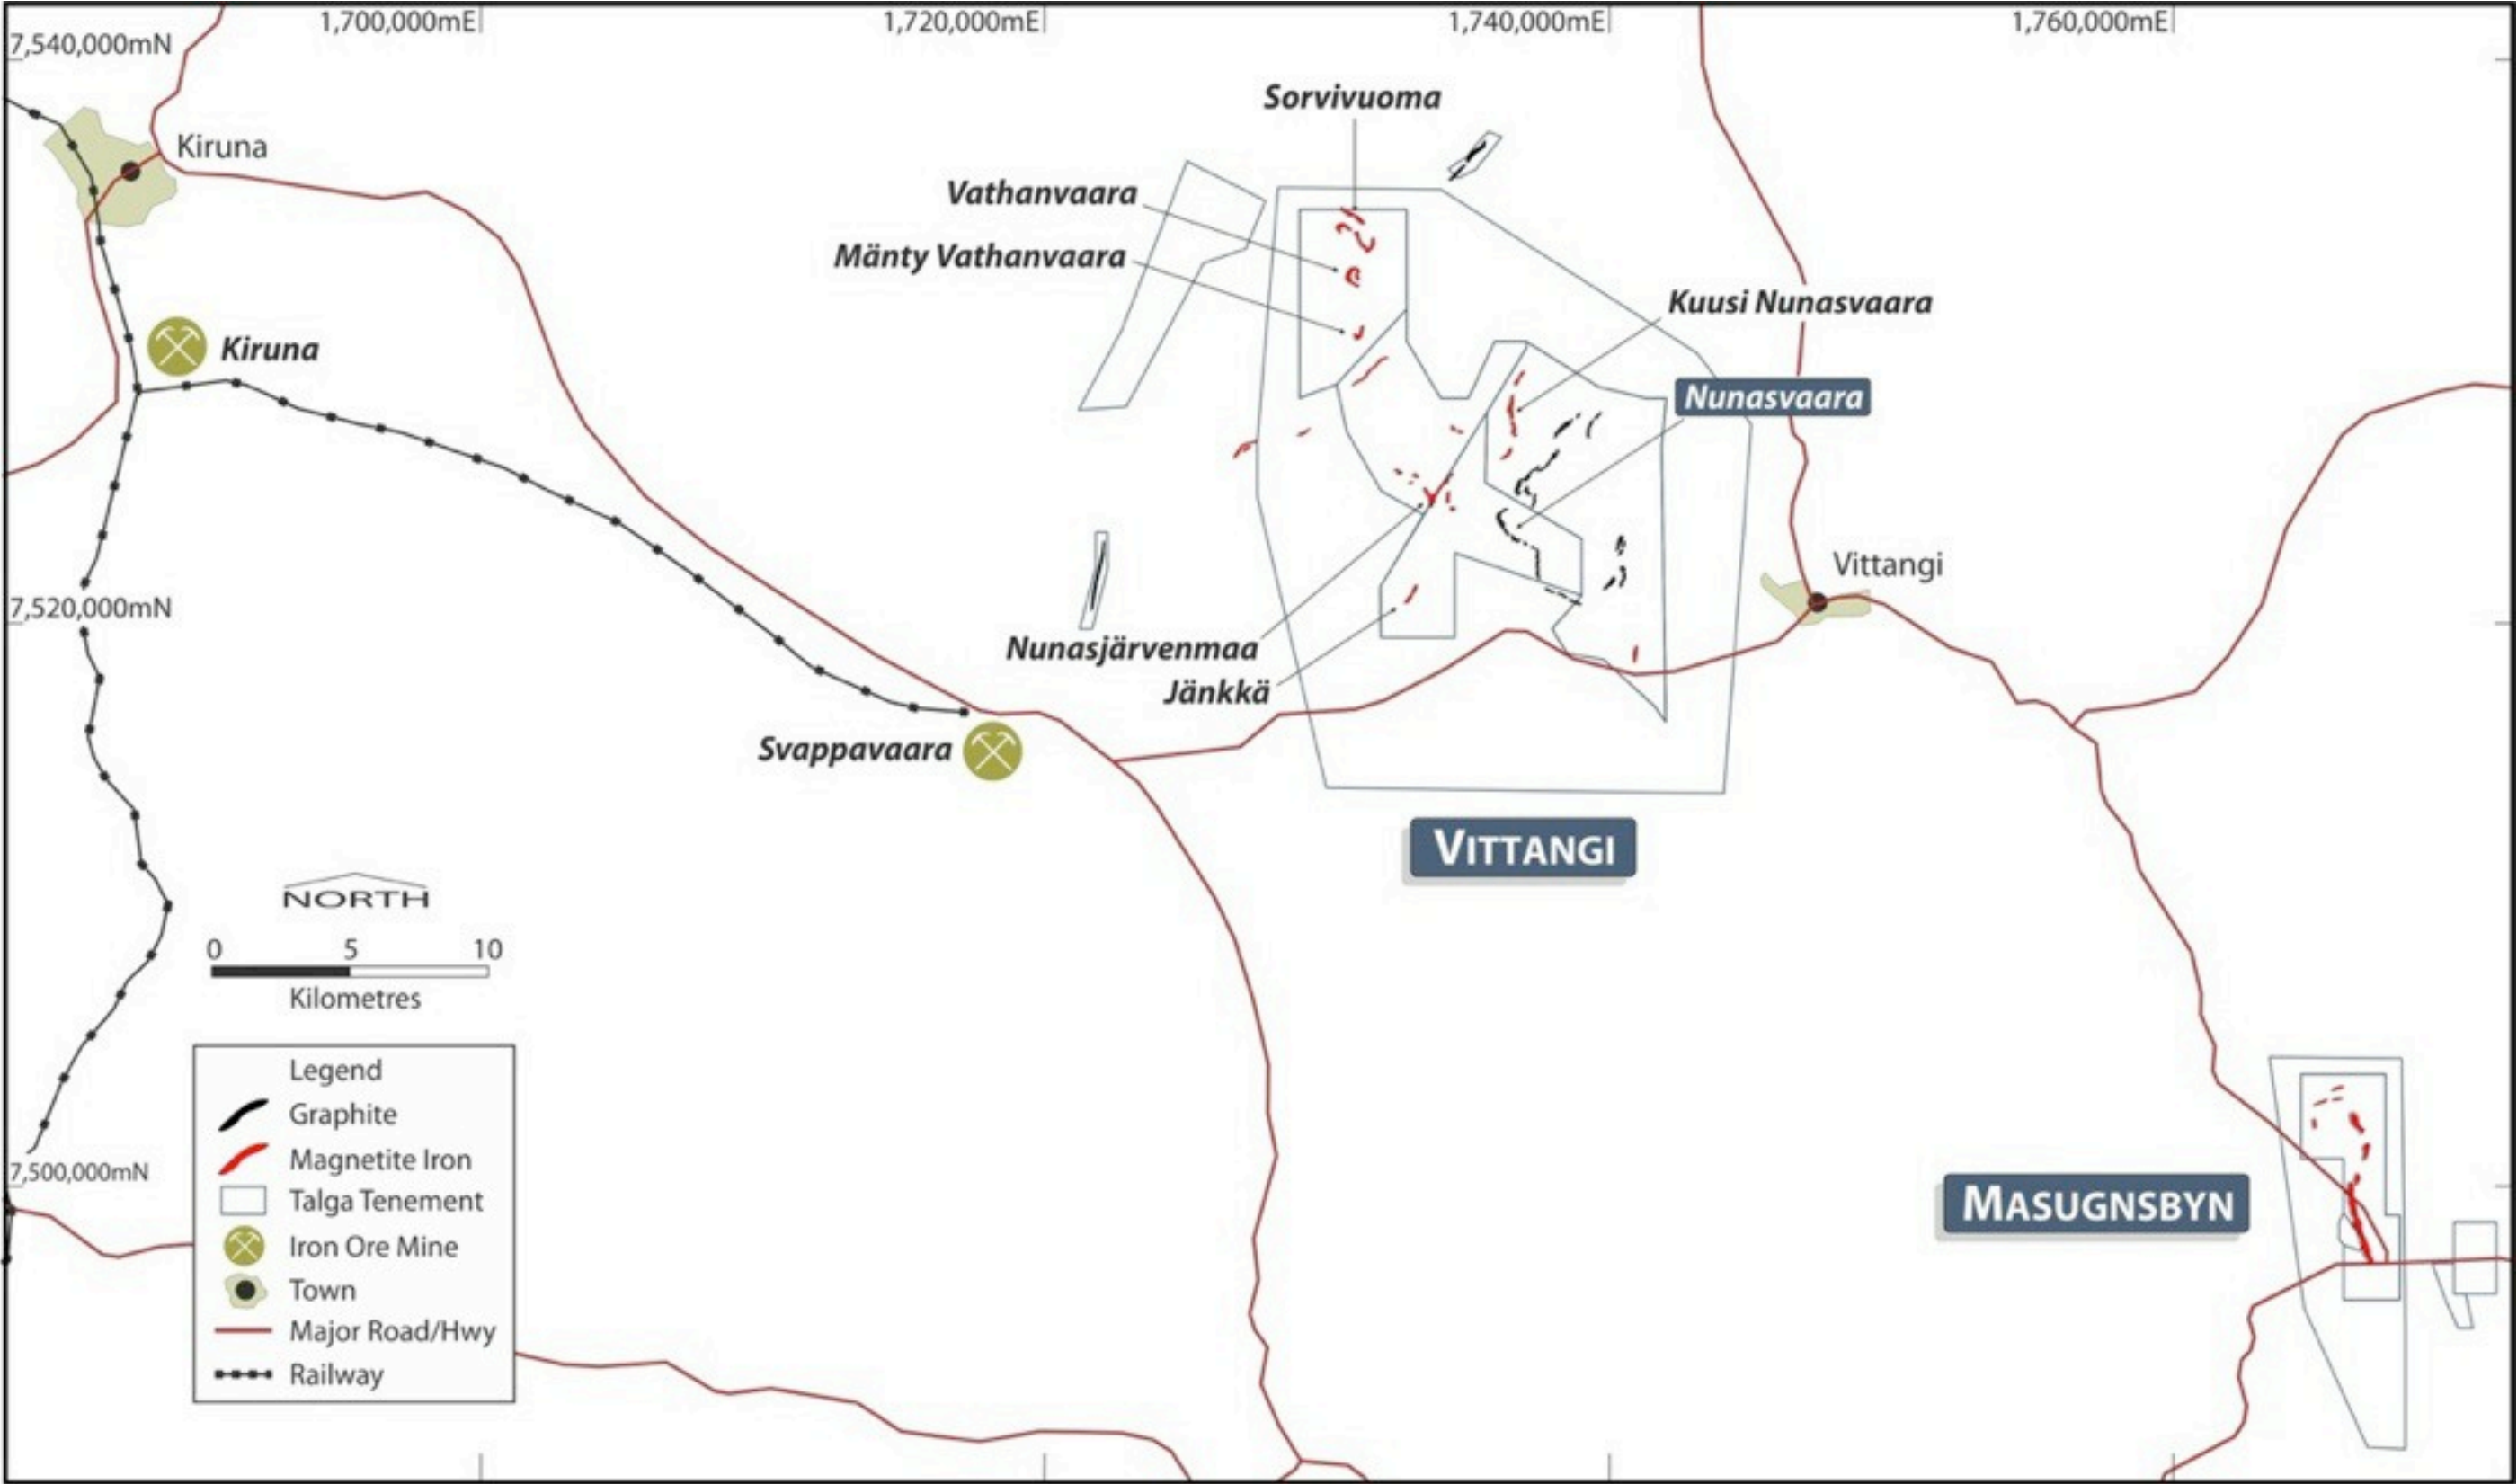 1,700,000mE
1,720,000mE
1,740,000mE
1,760,000mE
7,540,000mN
Sorvivuoma
Kiruna
Vathanvaara
Mänty Vathanvaara
Kuusi Nunasvaara
Kiruna
Nunasvaara
Vittangi
7,520,000mN
Nunasjärvenmaa
Jänkkä
Svappavaara
VITTANGI
NORTH
0 5 10
Kilometres
Legend
Graphite
Magnetite Iron
7,500,000mN
Talga Tenement
MASUGNSBYN
Iron Ore Mine
Town
Major Road/Hwy
Railway